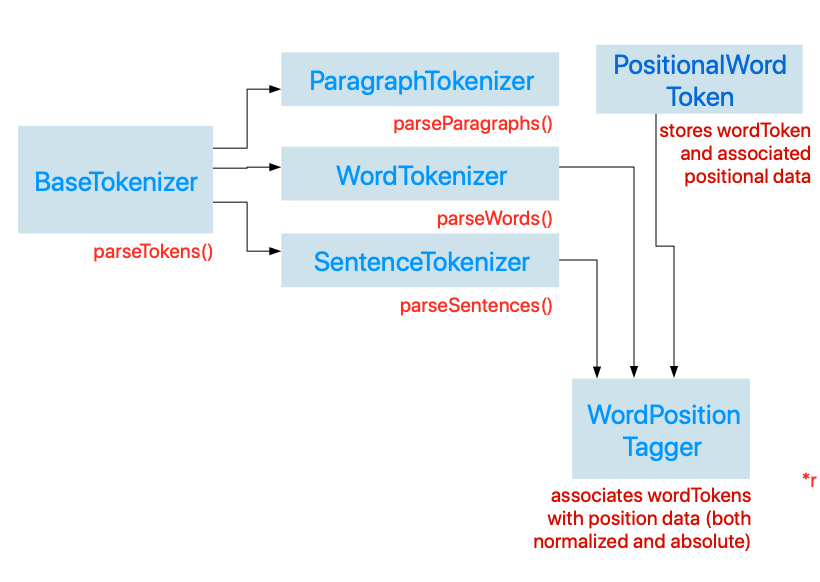 ParagraphTokenizer
parseParagraphs()
BaseTokenizer
parseTokens()
WordTokenizer
parseWords()
SentenceTokenizer
parseSentences()
PositionalWord
Token
stores wordToken
and associated
positional data
WordPosition
Tagger
associates wordTokens
with position data (both
normalized and absolute)
*r